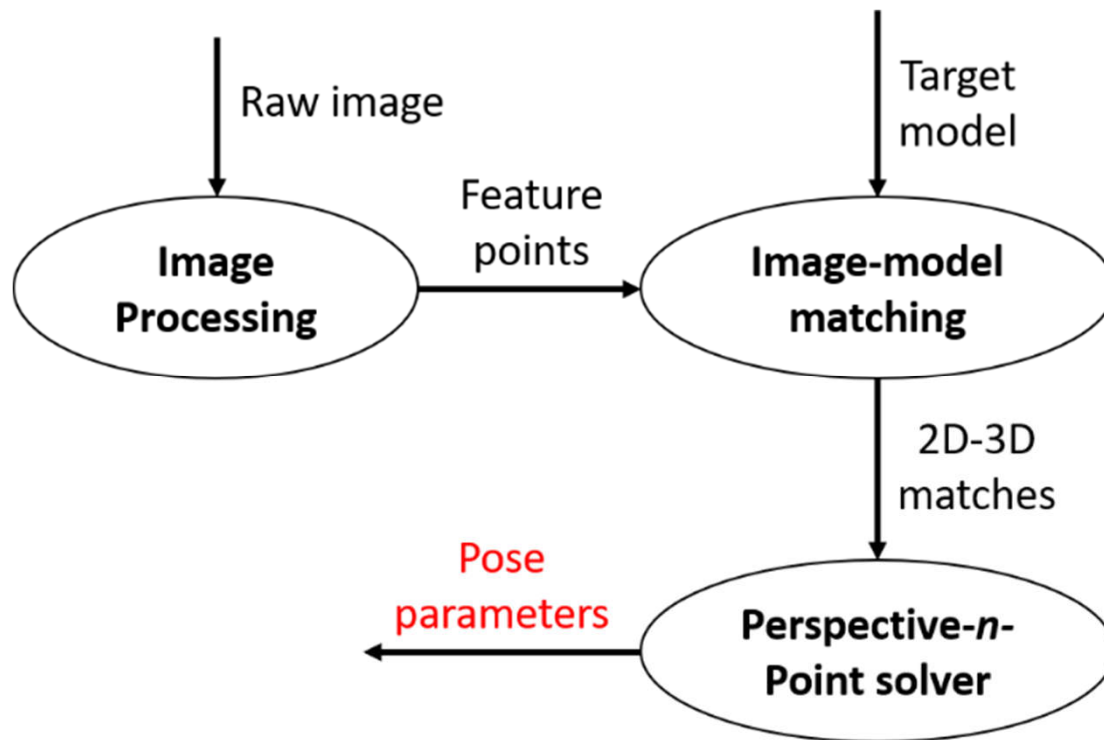 Raw image
Target
model
Image
Processing
Feature
points
Image-model
matching
2D-3D
matches
Perspective-n-
Point solver
Pose
parameters